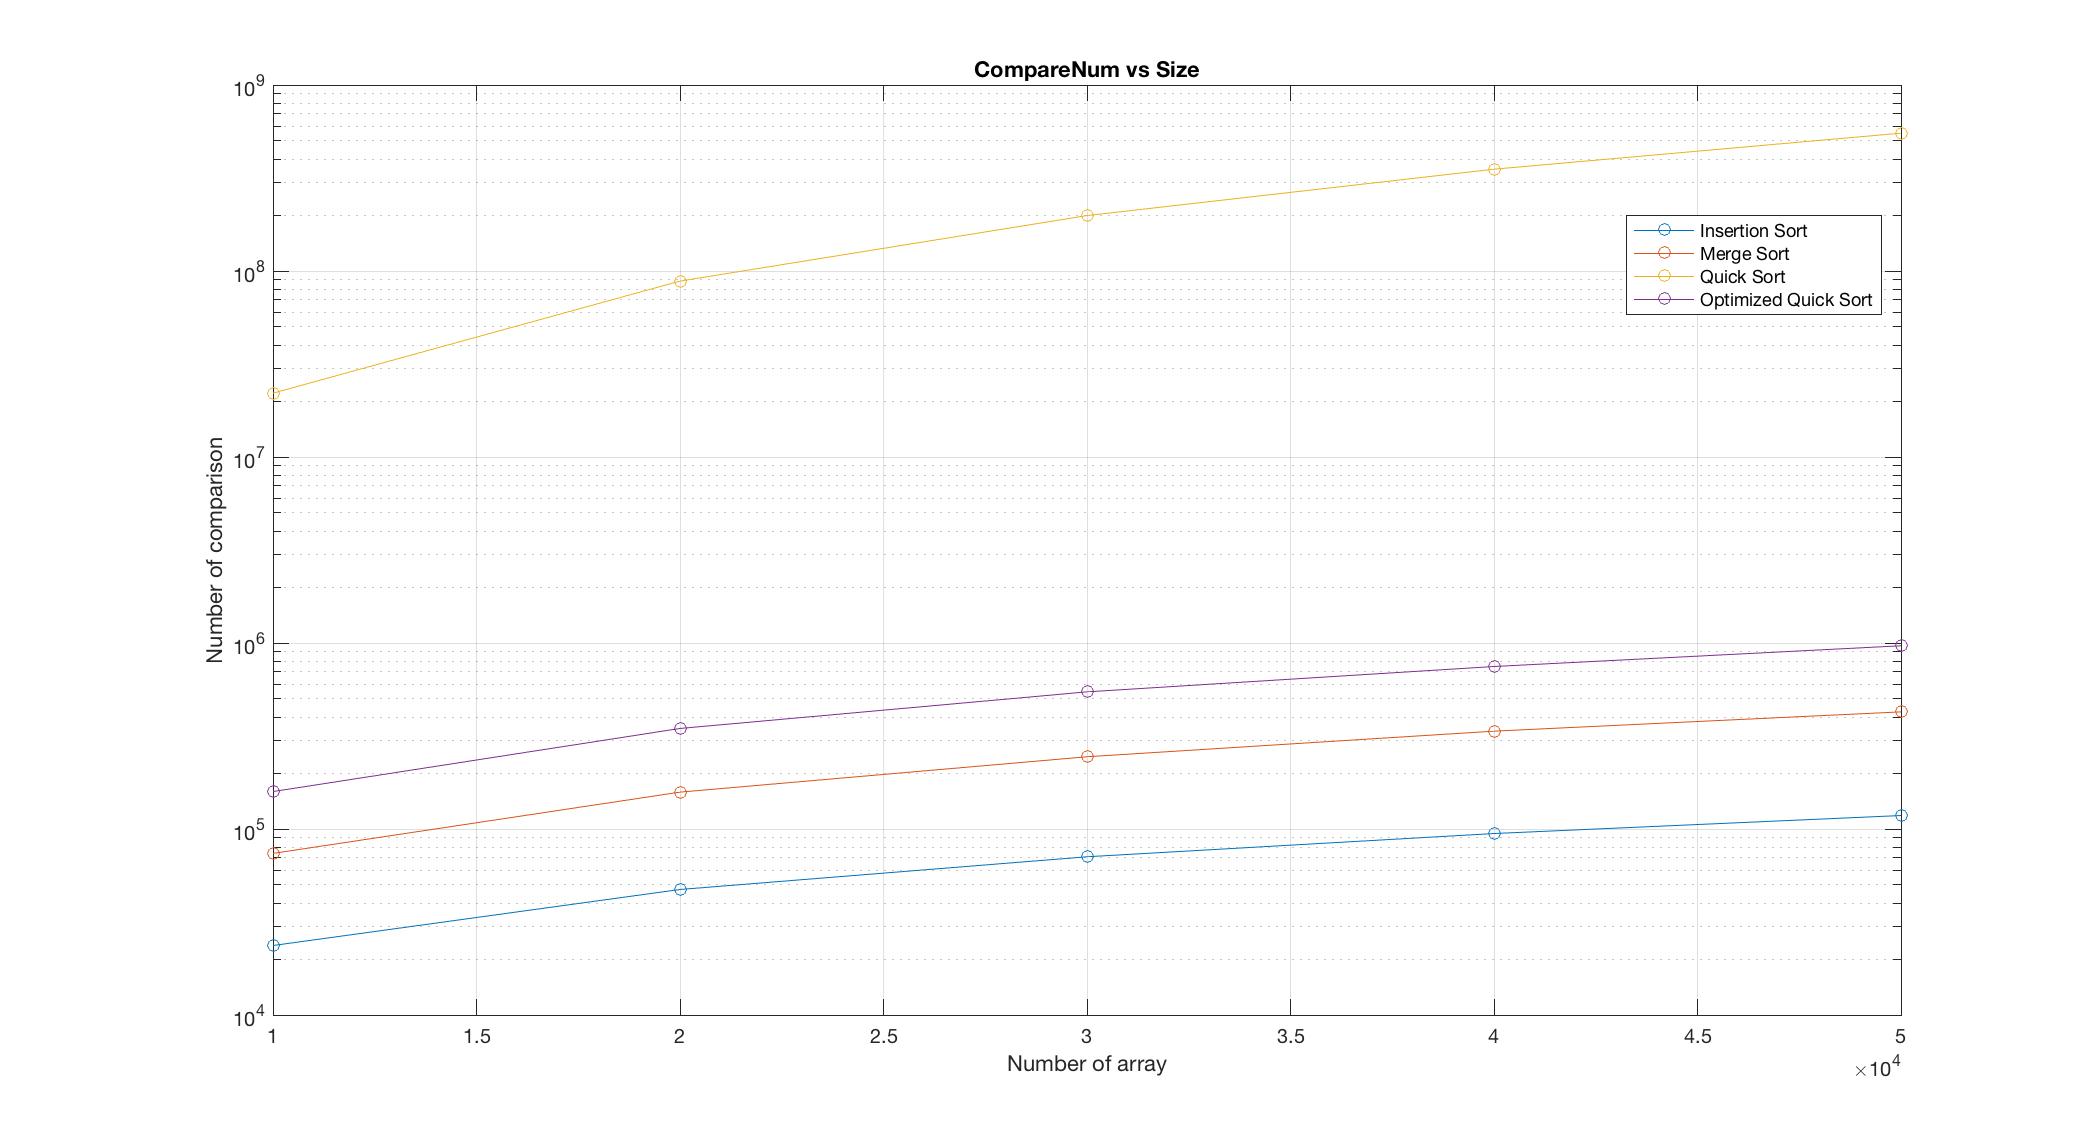 CompareNum vs Size
10^9
10^8
10^7
10^6
10^5
10^4
Number of comparison
Insertion Sort
Merge Sort
Quick Sort
Optimized Quick Sort
1 1.5 2 2.5 3 3.5 4 4.5 5
Number of array
×10^4